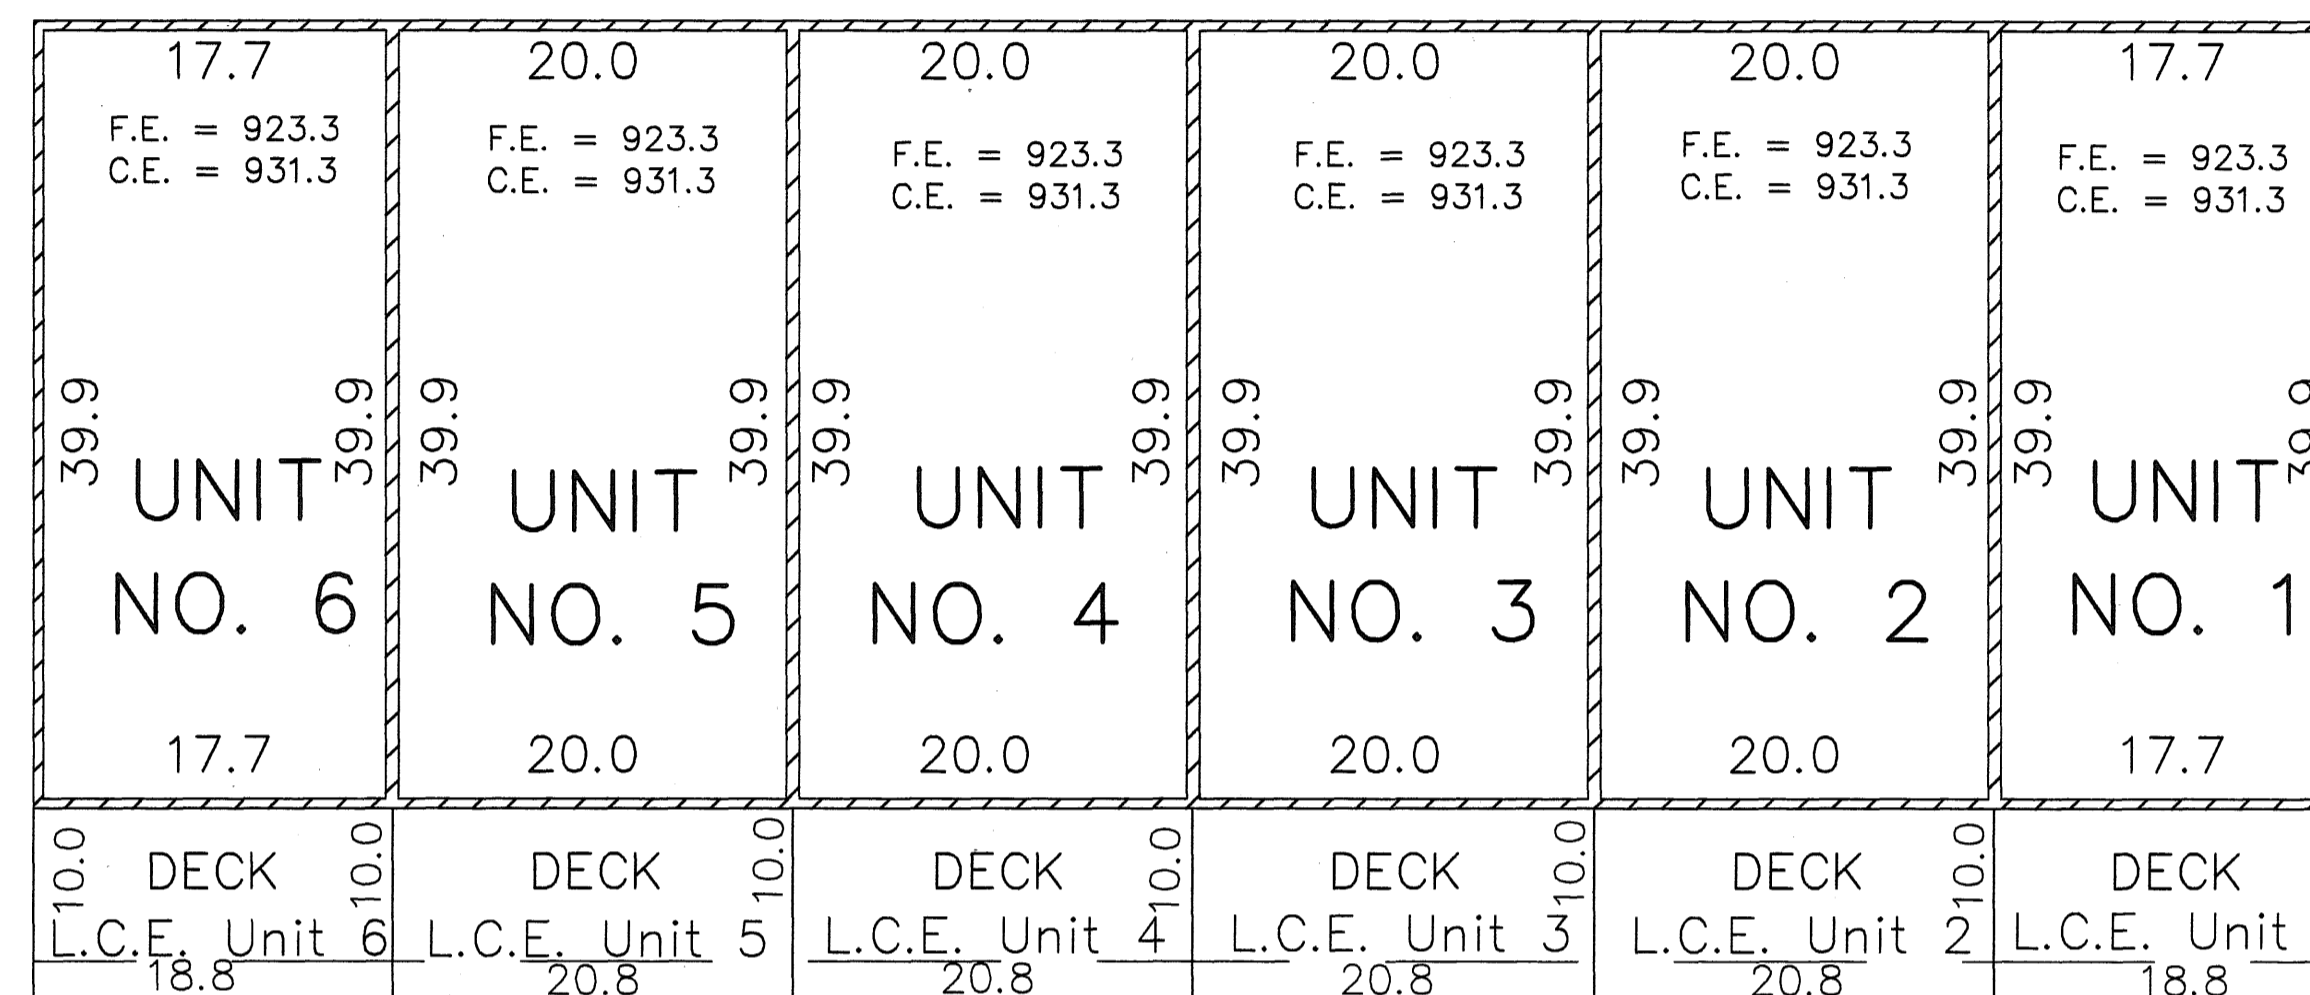 17.7
F.E. = 923.3
C.E. = 931.3
39.9
39.9
UNIT
NO. 6
17.7
20.0
F.E. = 923.3
C.E. = 931.3
39.9
39.9
UNIT
NO. 5
20.0
20.0
F.E. = 923.3
C.E. = 931.3
39.9
39.9
UNIT
NO. 4
20.0
20.0
F.E. = 923.3
C.E. = 931.3
39.9
39.9
UNIT
NO. 3
20.0
20.0
F.E. = 923.3
C.E. = 931.3
39.9
39.9
UNIT
NO. 2
20.0
17.7
F.E. = 923.3
C.E. = 931.3
39.9
39.9
UNIT
NO. 1
17.7
10.0
10.0
DECK
L.C.E. Unit 6
18.8
10.0
DECK
L.C.E. Unit 5
20.8
10.0
DECK
L.C.E. Unit 4
20.8
10.0
DECK
L.C.E. Unit 3
20.8
10.0
DECK
L.C.E. Unit 2
20.8
DECK
L.C.E. Unit
18.8